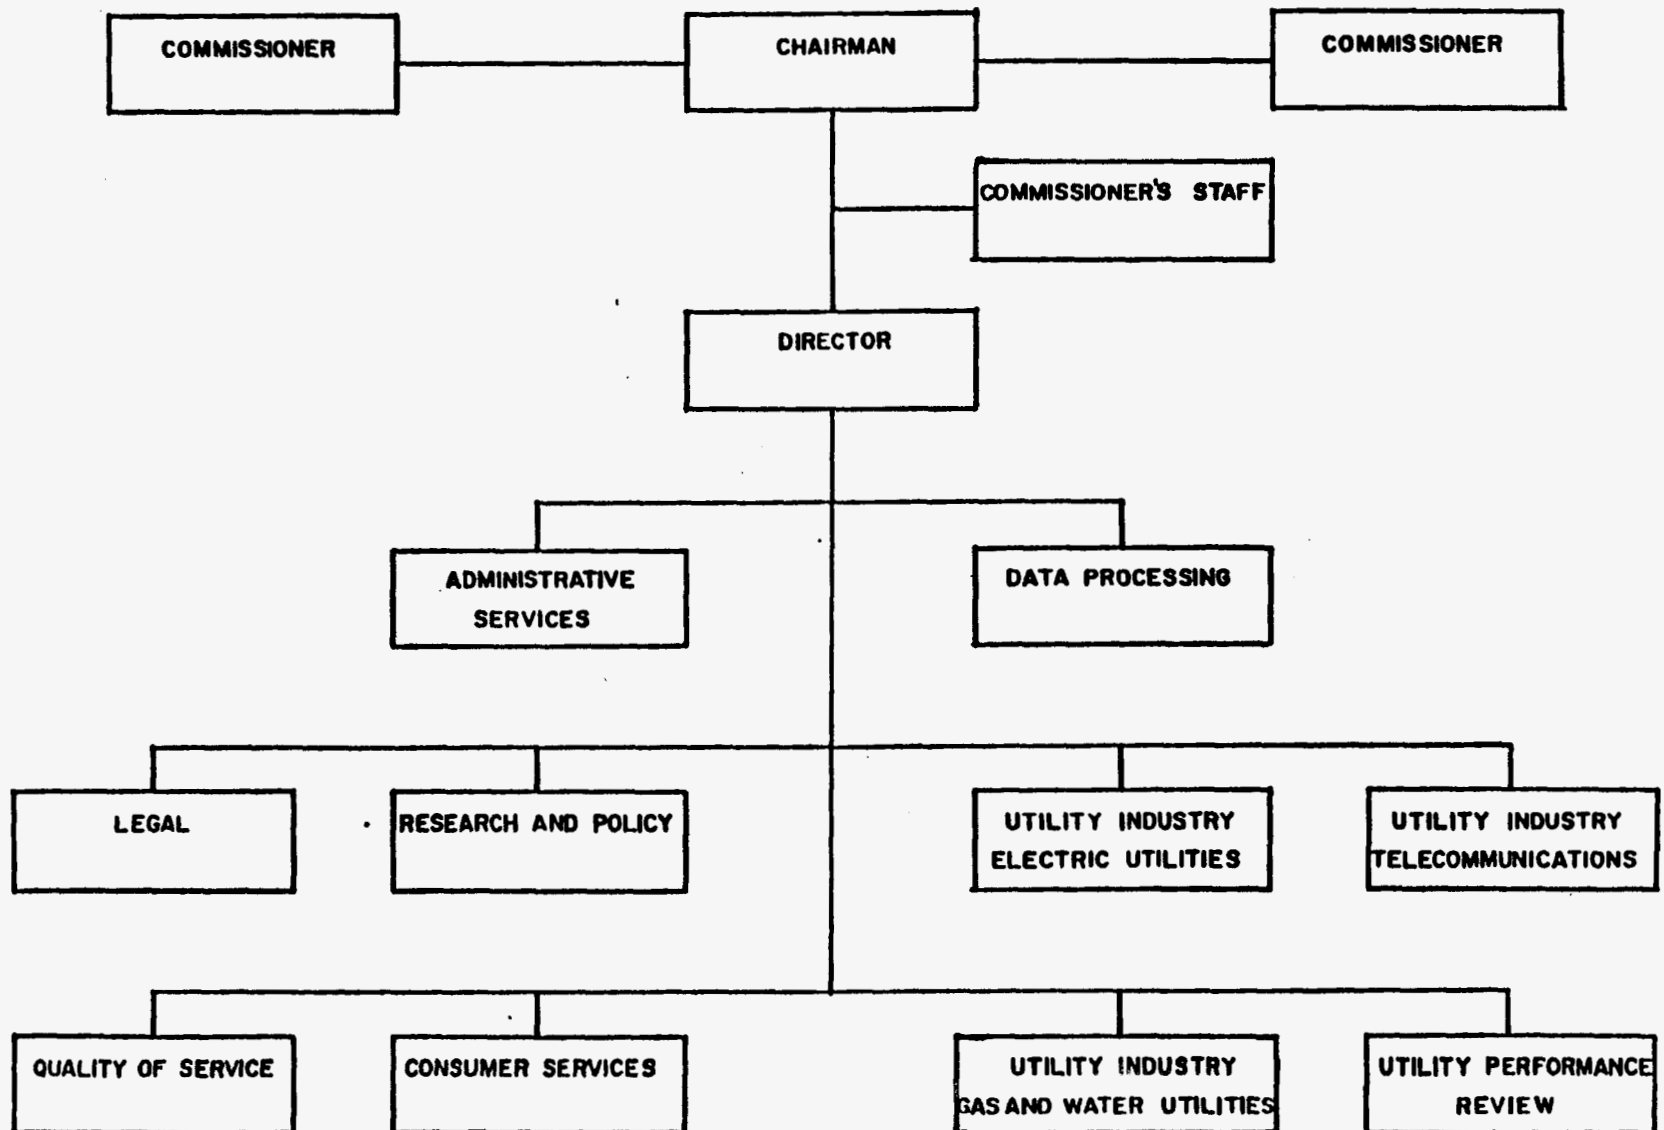 COMMISSIONER
CHAIRMAN
COMMISSIONER
COMMISSIONER'S STAFF
DIRECTOR
ADMINISTRATIVE
SERVICES
DATA PROCESSING
LEGAL
RESEARCH AND POLICY
UTILITY INDUSTRY
ELECTRIC UTILITIES
UTILITY INDUSTRY
TELECOMMUNICATIONS
QUALITY OF SERVICE
CONSUMER SERVICES
UTILITY INDUSTRY
GAS AND WATER UTILITIES
UTILITY PERFORMANCE
REVIEW